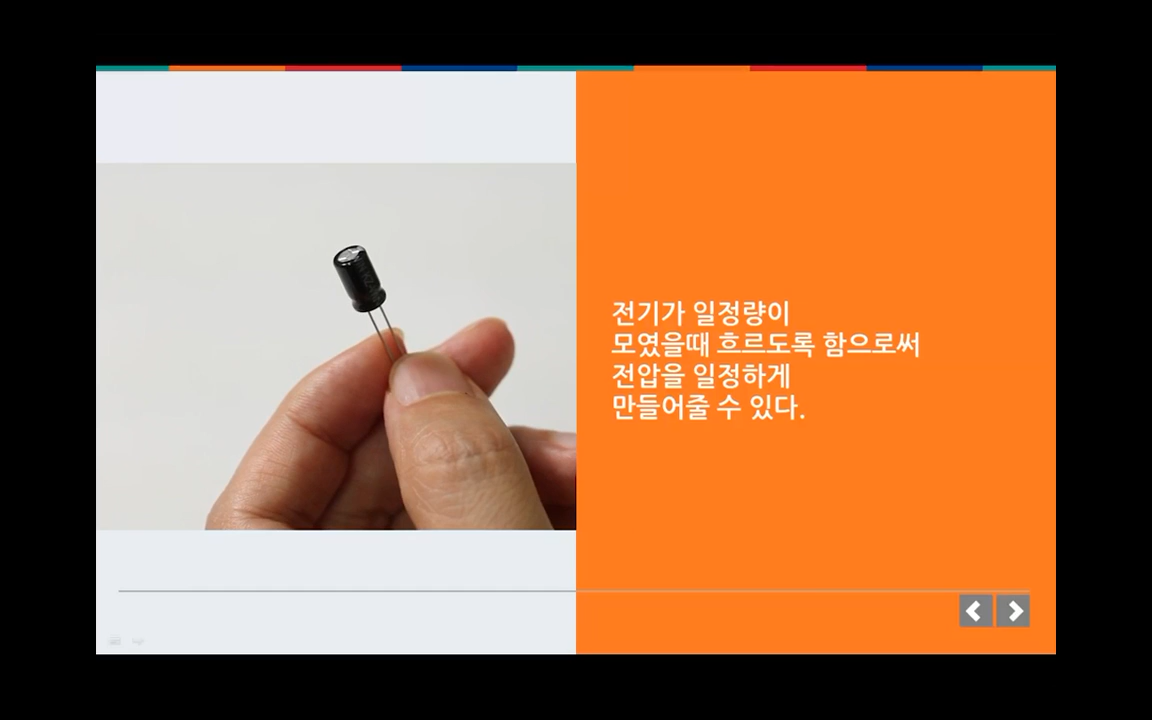 전기가 일정량이
모였을때 흐르도록 함으로써
전압을 일정하게
만들어줄 수 있다.